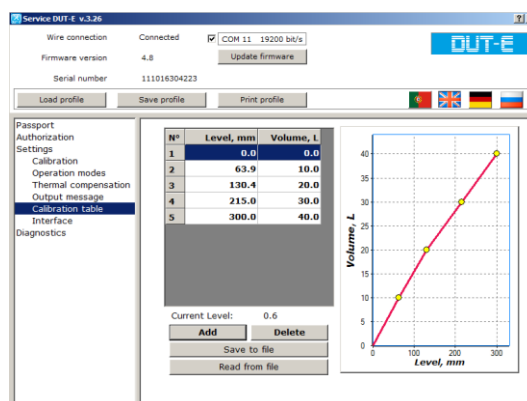 Service DUT-E v.3.26
Wire connection Connected COM 11 19200 bit/s
DUT-E
Firmware version 4.8 Update firmware
Serial number 111016304223
Load profile Save profile Print profile
Passport
Authorization
Settings
Calibration
Operation modes
Thermal compensation
Output message
Calibration table
Interface
Diagnostics
N° Level, mm Volume, L
1 0.0 0.0
2 63.9 10.0
3 130.4 20.0
4 215.0 30.0
5 300.0 40.0
Current Level: 0.6
Add Delete
Save to file
Read from file
Volume, L
40
35
30
25
20
15
10
5
0
0 100 200 300
Level, mm